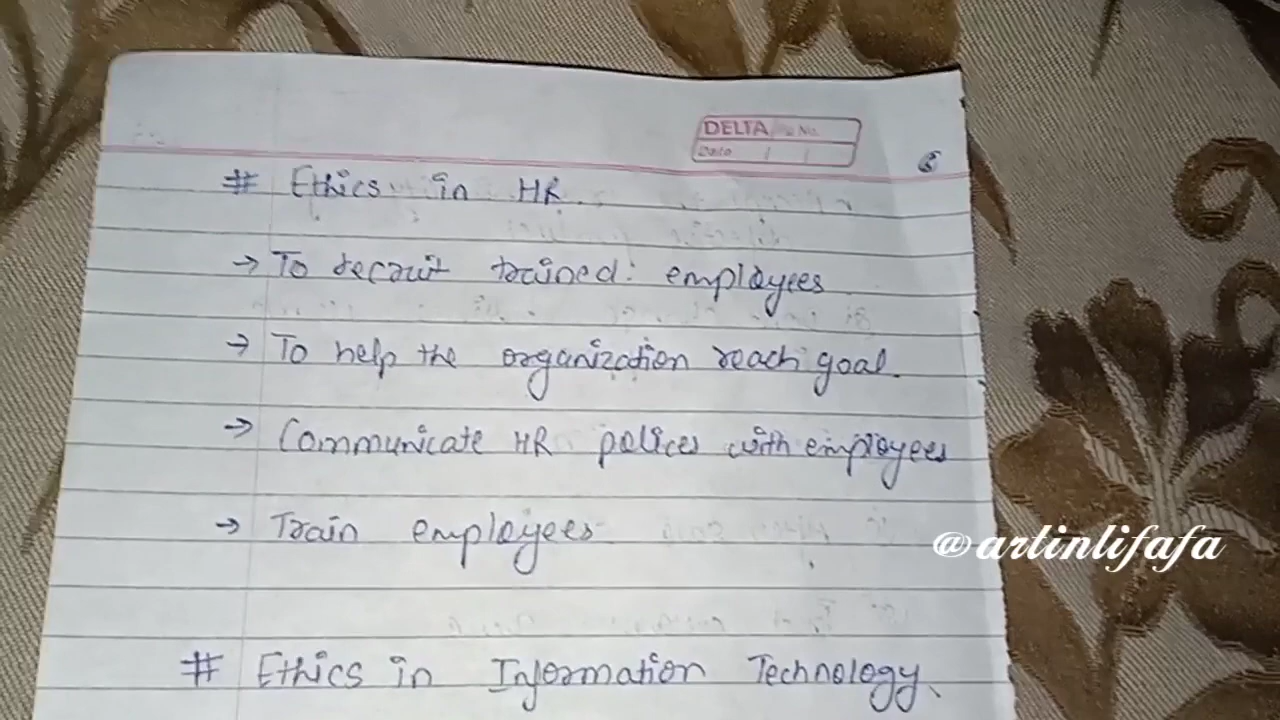 DELTA No.
Date / /
6
# Ethics in HR
→ To recruit trained employees
→ To help the organization reach goal.
→ Communicate HR polices with employees
→ Train employees
@artinlifafa
# Ethics in Information Technology